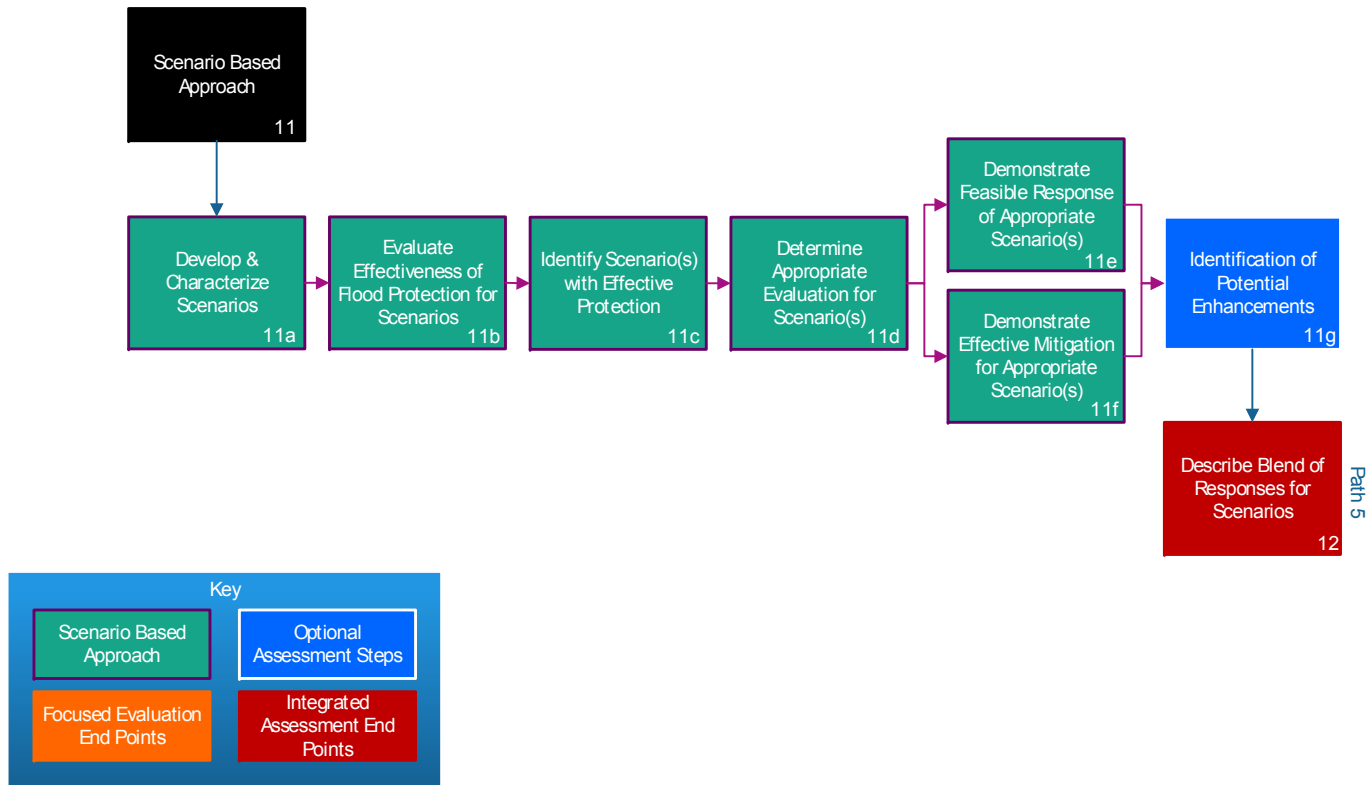 Scenario Based
Approach
11
Develop &
Characterize
Scenarios
11a
Evaluate
Effectiveness of
Flood Protection for
Scenarios
11b
Identify Scenario(s)
with Effective
Protection
11c
Determine
Appropriate
Evaluation for
Scenario(s)
11d
Demonstrate
Feasible Response
of Appropriate
Scenario(s)
11e
Demonstrate
Effective Mitigation
for Appropriate
Scenario(s)
11f
Identification of
Potential
Enhancements
11g
Describe Blend of
Responses for
Scenarios
12
Path 5
Key
Scenario Based
Approach
Optional
Assessment Steps
Focused Evaluation
End Points
Integrated
Assessment End
Points